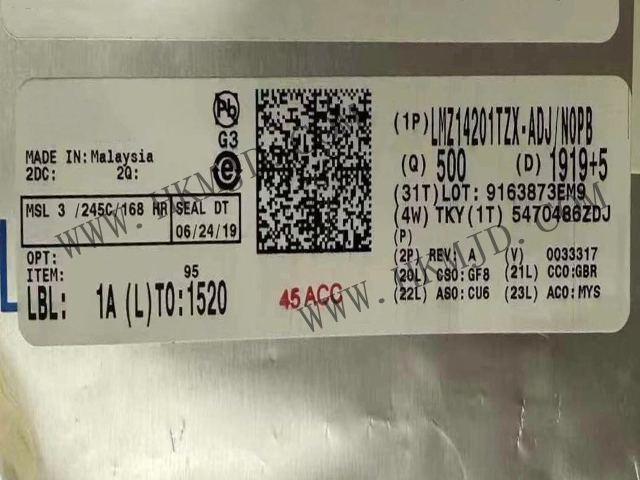 Pb
G3
e
MADE IN: Malaysia
2DC: 2Q:
MSL 3 /245C/168 HR
SEAL DT
06/24/19
OPT:
ITEM: 95
LBL: 1A (L)TO:1520
45 ACC
(1P) LMZ14201TZX-ADJ/NOPB
(Q) 500 (D) 1919+5
(31T) LOT: 9163873EM9
(4W) TKY(1T) 5470486ZDJ
(P)
(2P) REV: A (V) 0033317
(20L) CSO:GF8 (21L) CCO:GBR
(22L) ASO:CU6 (23L) ACO:MYS
WWW.HKMJD.COM
WWW.HKMJD.COM